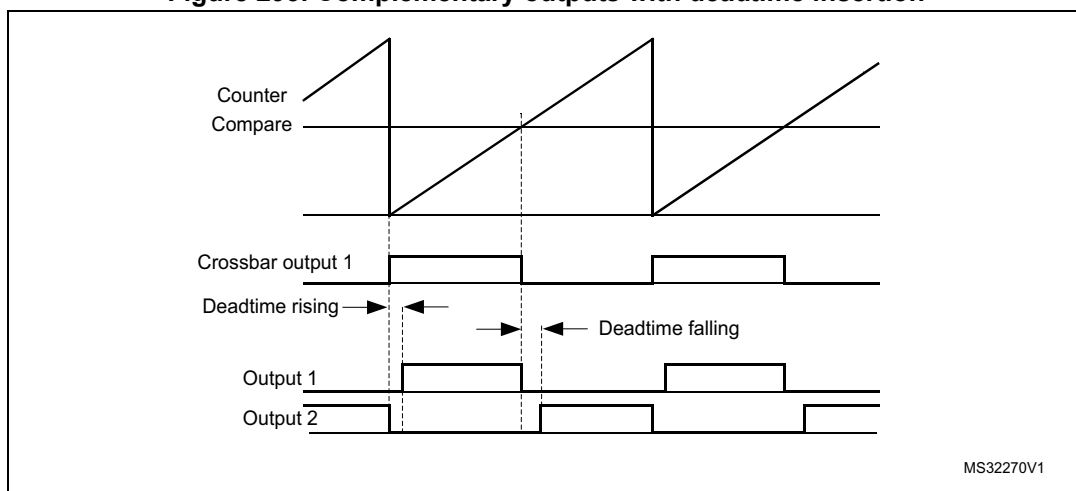 Figure Complementary outputs with deadtime insertion
Counter
Compare
Crossbar output 1
Deadtime rising
Deadtime falling
Output 1
Output 2
MS32270V1